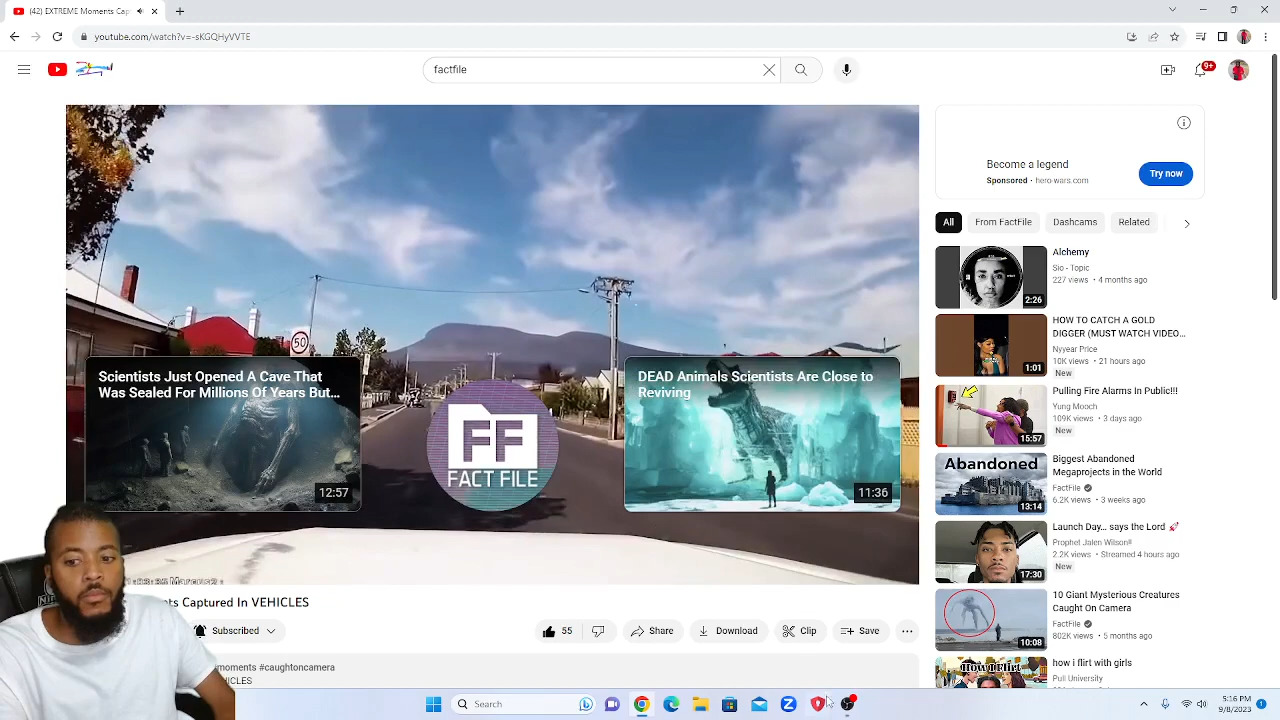 (42) EXTREME Moments Cap
youtube.com/watch?v=-sKGQHyVVTE
factfile
9+
Become a legend
Sponsored · hero-wars.com
Try now
All
From FactFile
Dashcams
Related
50
Scientists Just Opened A Cave That
Was Sealed For Millions Of Years But...
12:57
FACT FILE
DEAD Animals Scientists Are Close to
Reviving
11:36
Alchemy
Sio - Topic
227 views • 4 months ago
2:26
HOW TO CATCH A GOLD
DIGGER (MUST WATCH VIDEO...
Nyyear Price
10K views • 21 hours ago
New
1:01
Pulling Fire Alarms In Public!!!
Yung Mooch
109K views • 3 days ago
New
15:57
Abandoned
Biggest Abandoned
Megaprojects in the World
FactFile
6.2K views • 3 weeks ago
13:14
Launch Day... says the Lord 🚀
Prophet Jalen Wilson!!
2.2K views • Streamed 4 hours ago
New
17:30
10 Giant Mysterious Creatures
Caught On Camera
FactFile
802K views • 5 months ago
10:08
how i flirt with girls
Pull University
ts Captured In VEHICLES
Subscribed
55
Share
Download
Clip
Save
moments #caughtoncamera
HICLES
Search
5:16 PM
9/8/2023